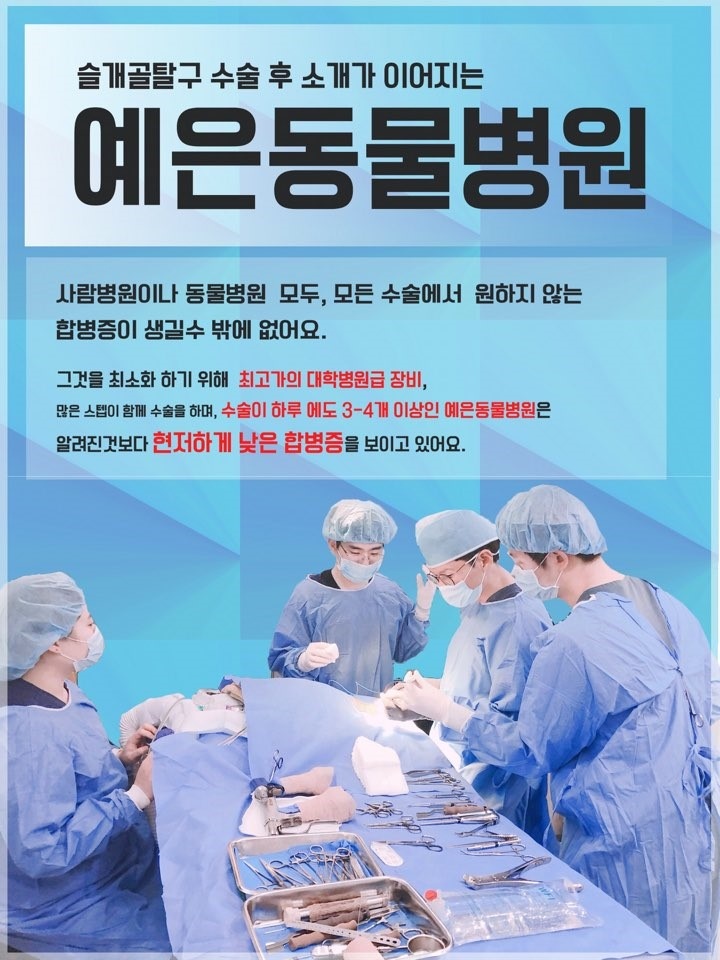 슬개골탈구 수술 후 소개가 이어지는
예은동물병원
사람병원이나 동물병원 모두, 모든 수술에서 원하지 않는
합병증이 생길수 밖에 없어요.
그것을 최소화 하기 위해 최고가의 대학병원급 장비,
많은 스텝이 함께 수술을 하며, 수술이 하루 에도 3-4개 이상인 예은동물병원은
알려진것보다 현저하게 낮은 합병증을 보이고 있어요.